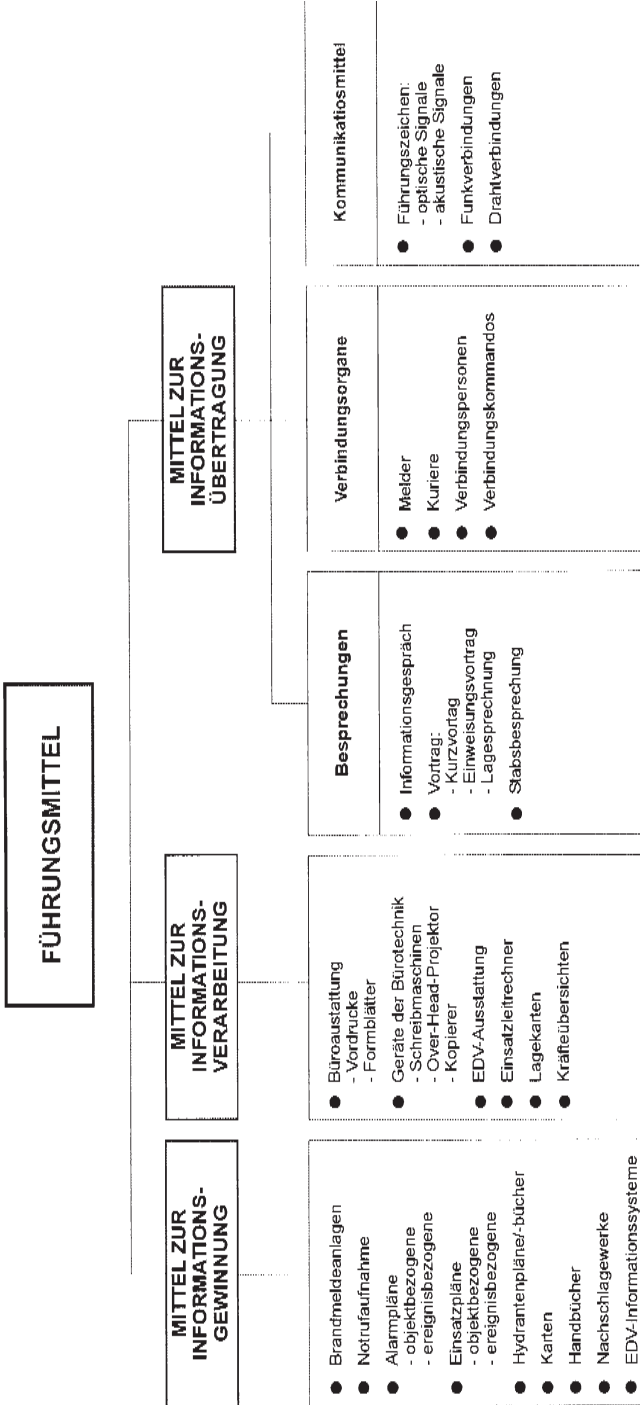 FÜHRUNGSMITTEL
MITTEL ZUR
INFORMATIONS-
GEWINNUNG
● Brandmeldeanlagen
● Notrufaufnahme
● Alarmpläne
- objektbezogene
- ereignisbezogene
● Einsatzpläne
- objektbezogene
- ereignisbezogene
● Hydrantenpläne/-bücher
● Karten
● Handbücher
● Nachschlagewerke
● EDV-Informationssysteme
MITTEL ZUR
INFORMATIONS-
VERARBEITUNG
● Büroaustattung
- Vordrucke
- Formblätter
● Geräte der Bürotechnik
- Schreibmaschinen
- Over-Head-Projektor
- Kopierer
● EDV-Ausstattung
● Einsatzleitrechner
● Lagekarten
● Kräfteübersichten
MITTEL ZUR
INFORMATIONS-
ÜBERTRAGUNG
Besprechungen
● Informationsgespräch
● Vortrag:
- Kurzvortag
- Einweisungsvortrag
- Lagesprechnung
● Stabsbesprechung
Verbindungsorgane
● Melder
● Kuriere
● Verbindungspersonen
● Verbindungskommandos
Kommunikatiosmittel
● Führungszeichen:
- optische Signale
- akustische Signale
● Funkverbindungen
● Drahtverbindungen